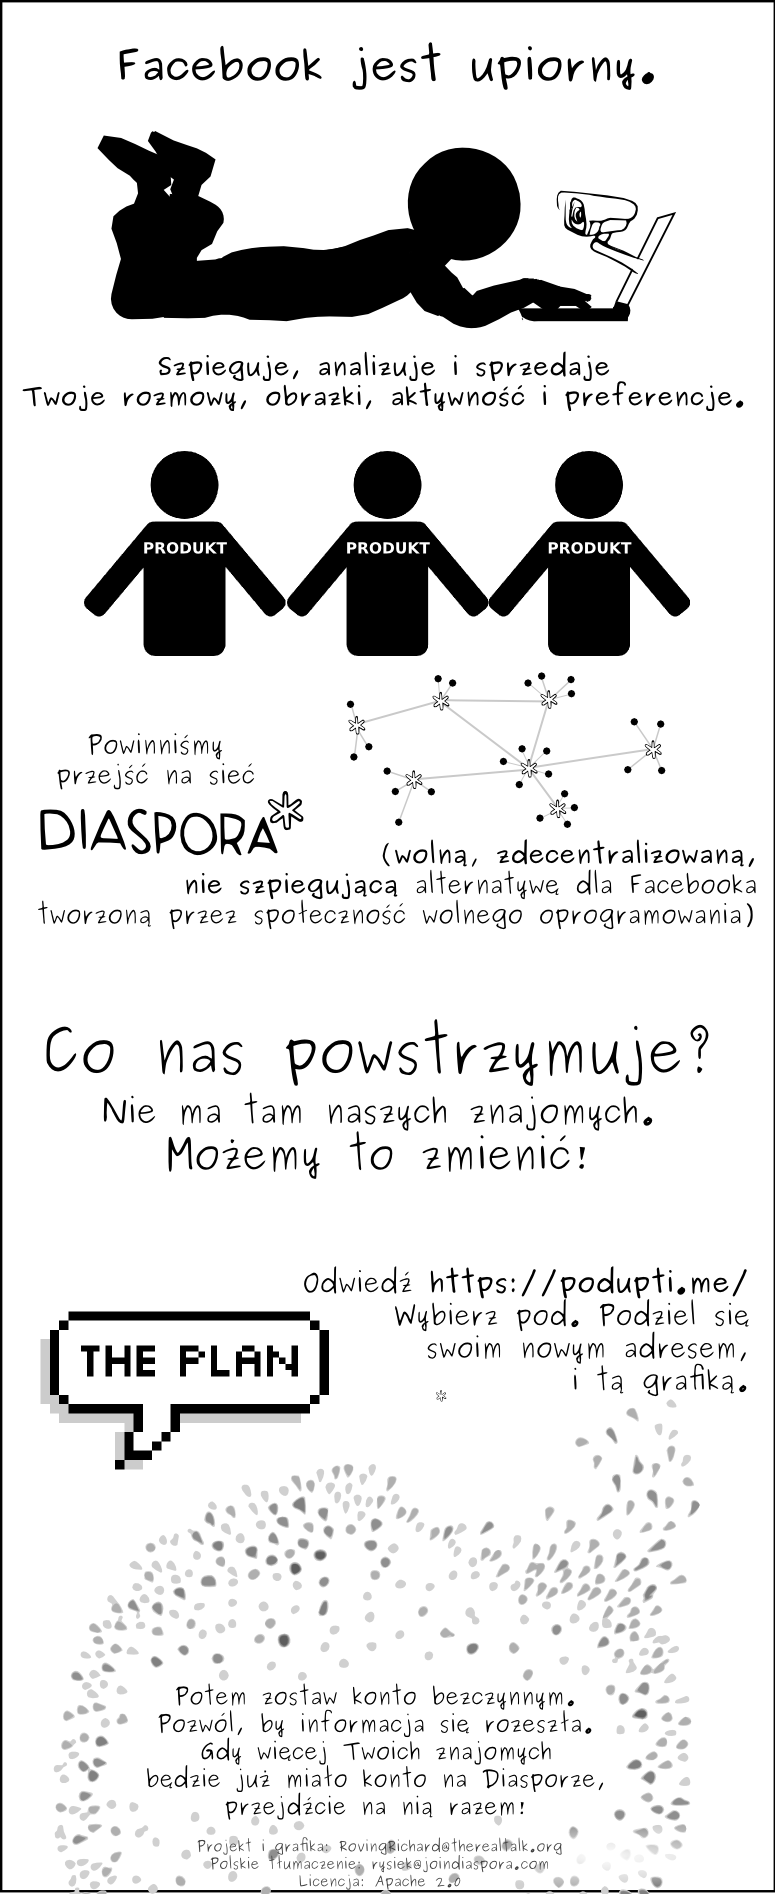 Facebook jest upiorny.
Szpieguje, analizuje i sprzedaje
Twoje rozmowy, obrazki, aktywność i preferencje.
PRODUKT PRODUKT PRODUKT
Powinniśmy
przejść na sieć
DIASPORA*
(wolną, zdecentralizowaną,
nie szpiegującą alternatywę dla Facebooka
tworzoną przez społeczność wolnego oprogramowania)
Co nas powstrzymuje?
Nie ma tam naszych znajomych.
Możemy to zmienić!
Odwiedź https://podupti.me/
Wybierz pod. Podziel się
swoim nowym adresem,
i tą grafiką.
THE PLAN
Potem zostaw konto bezczynnym.
Pozwól, by informacja się rozeszła.
Gdy więcej Twoich znajomych
będzie już miało konto na Diasporze,
przejdźcie na nią razem!
Projekt i grafika: RovingRichard@therealtalk.org
Polskie tłumaczenie: rysiek@joindiaspora.com
Licencja: Apache 2.0